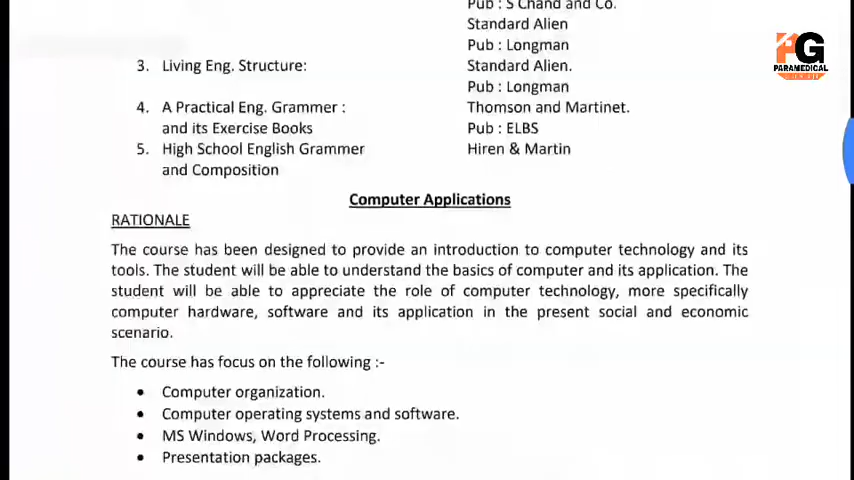 Pub : S Chand and Co.
Standard Alien
Pub : Longman
3. Living Eng. Structure: Standard Alien.
Pub : Longman
4. A Practical Eng. Grammer : Thomson and Martinet.
and its Exercise Books Pub : ELBS
5. High School English Grammer Hiren & Martin
and Composition
Computer Applications
RATIONALE
The course has been designed to provide an introduction to computer technology and its
tools. The student will be able to understand the basics of computer and its application. The
student will be able to appreciate the role of computer technology, more specifically
computer hardware, software and its application in the present social and economic
scenario.
The course has focus on the following :-
• Computer organization.
• Computer operating systems and software.
• MS Windows, Word Processing.
• Presentation packages.
PG
PARAMEDICAL